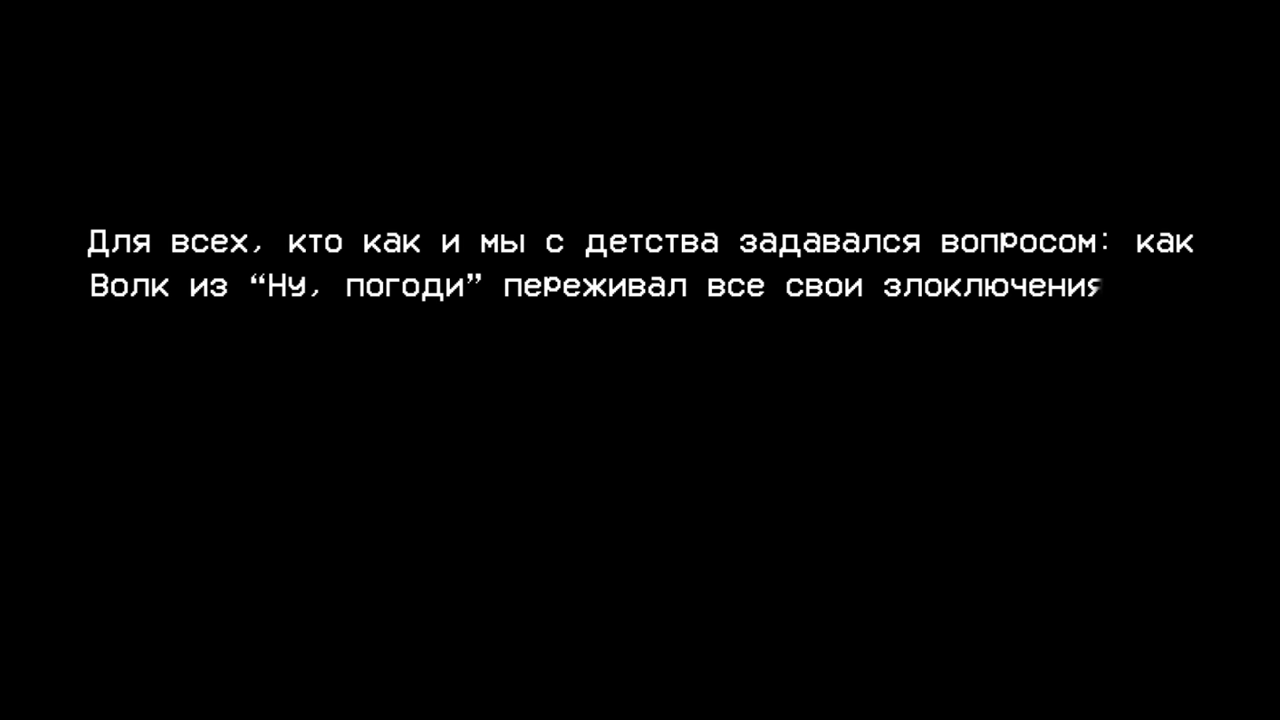 Для всех, кто как и мы с детства задавался вопросом: как
Волк из “Ну, погоди” переживал все свои злоключения